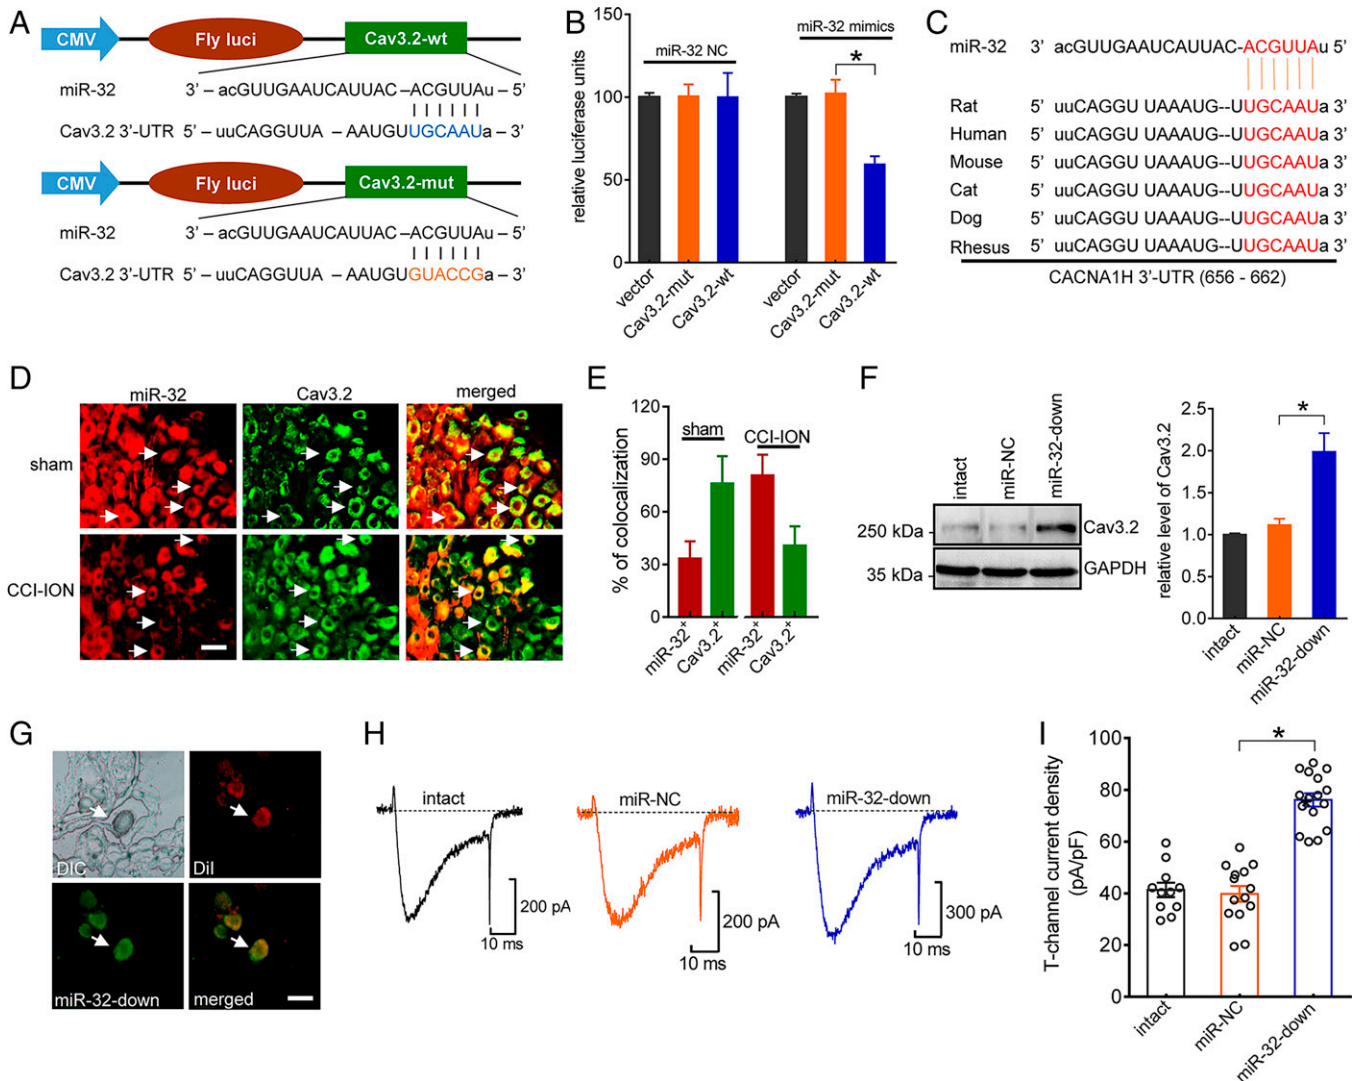 A
CMV Fly luci Cav3.2-wt
miR-32 3' – acGUUGAAUCAUUAC –ACGUUAu – 5'
Cav3.2 3'-UTR 5' – uuCAGGUUA – AAUGUUGCAAUa – 3'
CMV Fly luci Cav3.2-mut
miR-32 3' – acGUUGAAUCAUUAC –ACGUUAu – 5'
Cav3.2 3'-UTR 5' – uuCAGGUUA – AAUGUGUACCGa – 3'
B
relative luciferase units
150
100
50
0
miR-32 NC
miR-32 mimics
*
vector
Cav3.2-mut
Cav3.2-wt
vector
Cav3.2-mut
Cav3.2-wt
C
miR-32 3' acGUUGAAUCAUUAC-ACGUUAu 5'
Rat 5' uuCAGGU UAAAUG--UUGCAAUa 3'
Human 5' uuCAGGU UAAAUG--UUGCAAUa 3'
Mouse 5' uuCAGGU UAAAUG--UUGCAAUa 3'
Cat 5' uuCAGGU UAAAUG--UUGCAAUa 3'
Dog 5' uuCAGGU UAAAUG--UUGCAAUa 3'
Rhesus 5' uuCAGGU UAAAUG--UUGCAAUa 3'
CACNA1H 3'-UTR (656 - 662)
D
miR-32 Cav3.2 merged
sham
CCI-ION
E
% of colocalization
120
90
60
30
0
sham
CCI-ION
miR-32+
Cav3.2+
miR-32+
Cav3.2+
F
intact
miR-NC
miR-32-down
250 kDa Cav3.2
35 kDa GAPDH
relative level of Cav3.2
2.5
2.0
1.5
1.0
0.5
0.0
*
intact
miR-NC
miR-32-down
G
DIC DiI
miR-32-down merged
H
intact
200 pA
10 ms
miR-NC
200 pA
10 ms
miR-32-down
300 pA
10 ms
I
T-channel current density
(pA/pF)
100
80
60
40
20
0
*
intact
miR-NC
miR-32-down